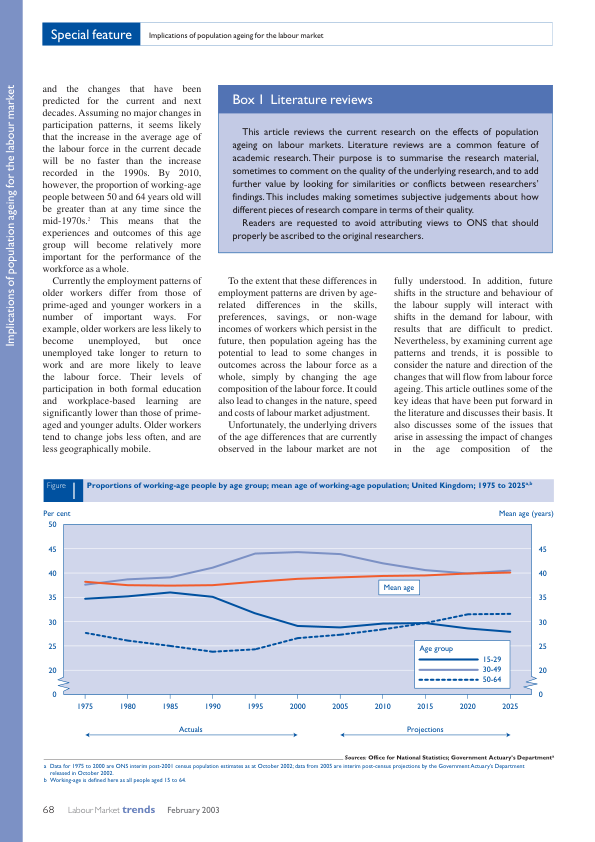 Special feature
Implications of population ageing for the labour market
Implications of population ageing for the labour market
and the changes that have been
predicted for the current and next
decades. Assuming no major changes in
participation patterns, it seems likely
that the increase in the average age of
the labour force in the current decade
will be no faster than the increase
recorded in the 1990s. By 2010,
however, the proportion of working-age
people between 50 and 64 years old will
be greater than at any time since the
mid-1970s.2 This means that the
experiences and outcomes of this age
group will become relatively more
important for the performance of the
workforce as a whole.
Currently the employment patterns of
older workers differ from those of
prime-aged and younger workers in a
number of important ways. For
example, older workers are less likely to
become unemployed, but once
unemployed take longer to return to
work and are more likely to leave
the labour force. Their levels of
participation in both formal education
and workplace-based learning are
significantly lower than those of prime-
aged and younger adults. Older workers
tend to change jobs less often, and are
less geographically mobile.
Box 1 Literature reviews
This article reviews the current research on the effects of population
ageing on labour markets. Literature reviews are a common feature of
academic research. Their purpose is to summarise the research material,
sometimes to comment on the quality of the underlying research, and to add
further value by looking for similarities or conflicts between researchers'
findings. This includes making sometimes subjective judgements about how
different pieces of research compare in terms of their quality.
Readers are requested to avoid attributing views to ONS that should
properly be ascribed to the original researchers.
To the extent that these differences in
employment patterns are driven by age-
related differences in the skills,
preferences, savings, or non-wage
incomes of workers which persist in the
future, then population ageing has the
potential to lead to some changes in
outcomes across the labour force as a
whole, simply by changing the age
composition of the labour force. It could
also lead to changes in the nature, speed
and costs of labour market adjustment.
Unfortunately, the underlying drivers
of the age differences that are currently
observed in the labour market are not
fully understood. In addition, future
shifts in the structure and behaviour of
the labour supply will interact with
shifts in the demand for labour, with
results that are difficult to predict.
Nevertheless, by examining current age
patterns and trends, it is possible to
consider the nature and direction of the
changes that will flow from labour force
ageing. This article outlines some of the
key ideas that have been put forward in
the literature and discusses their basis. It
also discusses some of the issues that
arise in assessing the impact of changes
in the age composition of the
Figure 1 Proportions of working-age people by age group; mean age of working-age population; United Kingdom; 1975 to 2025a,b
Per cent
Mean age (years)
50
45 45
40 40
35 35
Mean age
30 30
25 25
20 20
0 0
Age group
15-29
30-49
50-64
1975 1980 1985 1990 1995 2000 2005 2010 2015 2020 2025
Actuals
Projections
Sources: Office for National Statistics; Government Actuary's Departmenta
a Data for 1975 to 2000 are ONS interim post-2001 census population estimates as at October 2002; data from 2005 are interim post-census projections by the Government Actuary's Department
released in October 2002.
b Working-age is defined here as all people aged 15 to 64.
68 Labour Market trends February 2003